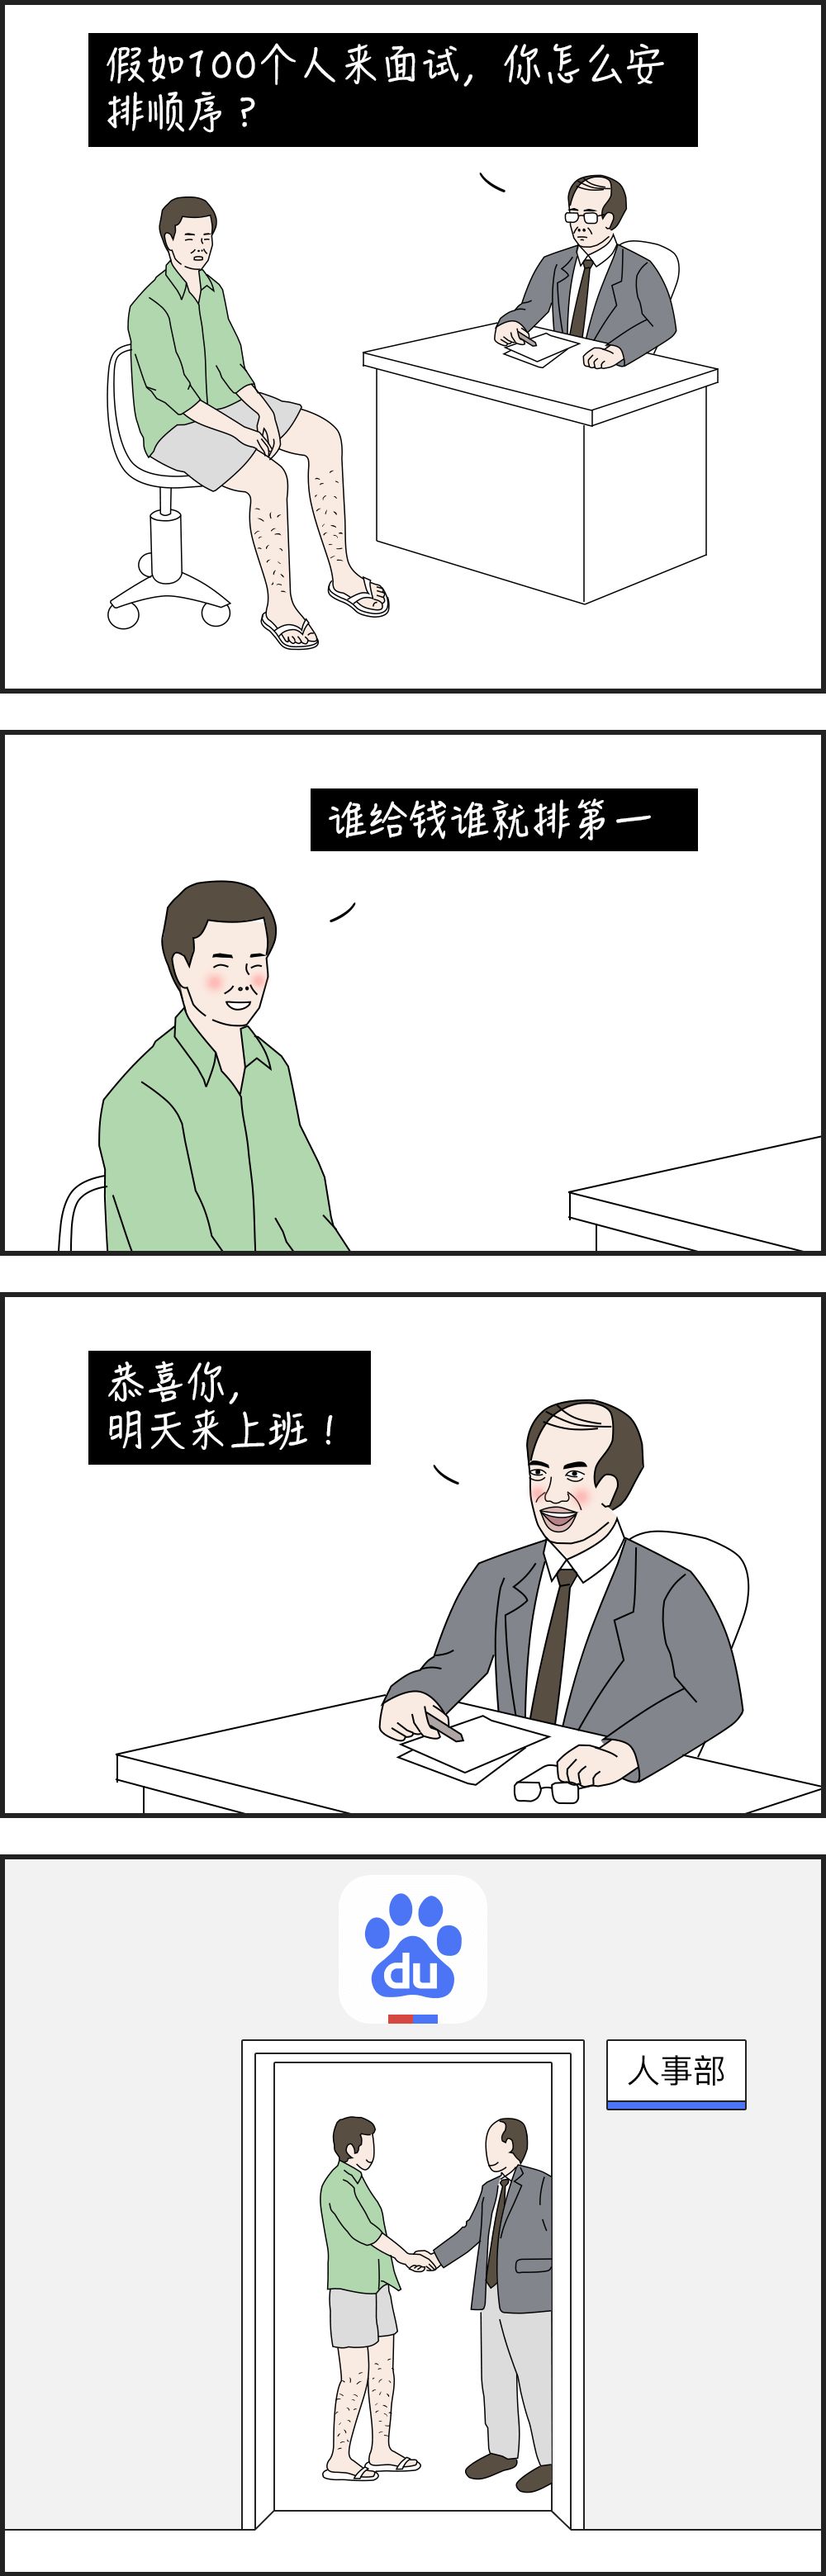 假如100个人来面试，你怎么安
排顺序？
谁给钱谁就排第一
恭喜你，
明天来上班！
du
人事部